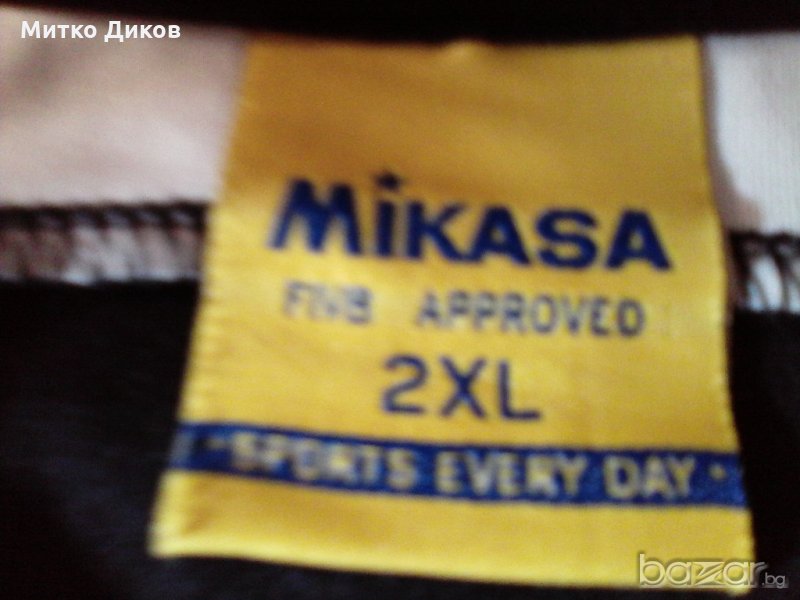 Митко Диков
MiKASA
FIVB APPROVED
2XL
·SPORTS EVERY DAY·
bazar.bg